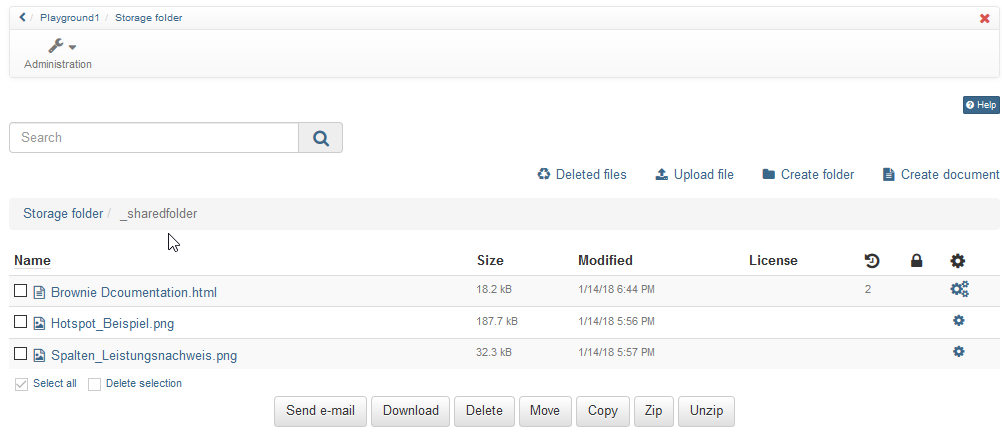 Playground1 / Storage folder
Administration
Help
Search
Deleted files Upload file Create folder Create document
Storage folder / _sharedfolder
Name Size Modified License
Brownie Dcoumentation.html 18.2 kB 1/14/18 6:44 PM 2
Hotspot_Beispiel.png 187.7 kB 1/14/18 5:56 PM
Spalten_Leistungsnachweis.png 32.3 kB 1/14/18 5:57 PM
Select all Delete selection
Send e-mail Download Delete Move Copy Zip Unzip